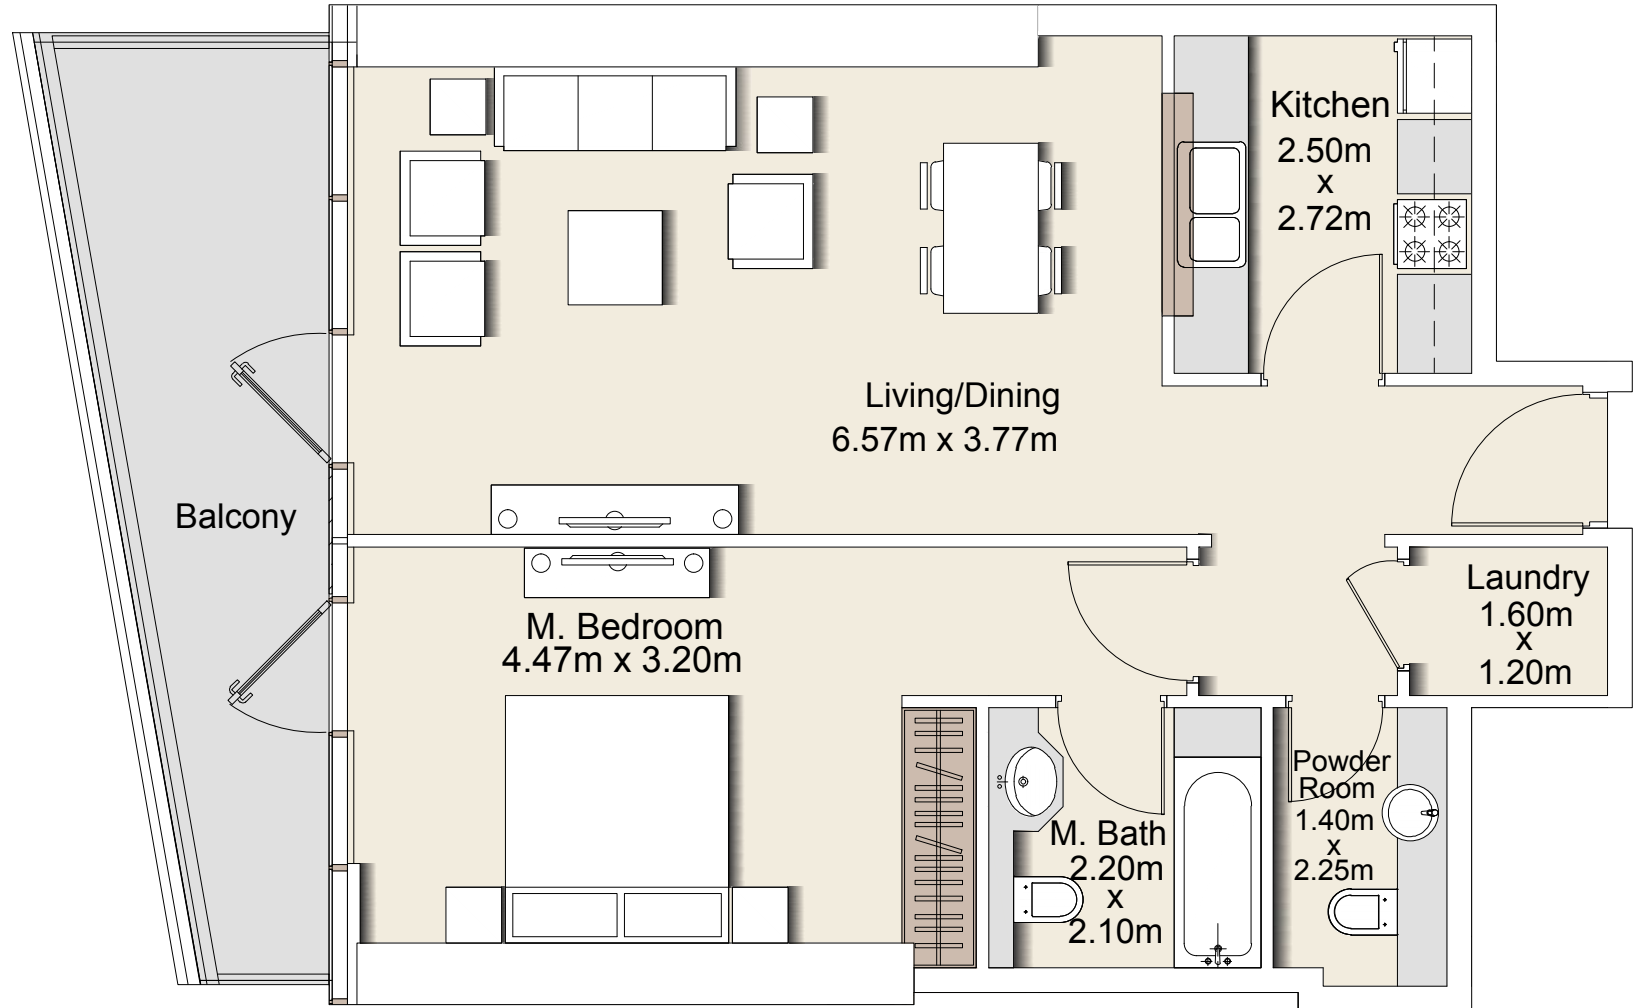 Kitchen
2.50m
x
2.72m
Living/Dining
6.57m x 3.77m
Balcony
M. Bedroom
4.47m x 3.20m
Laundry
1.60m
x
1.20m
M. Bath
2.20m
x
2.10m
Powder
Room
1.40m
x
2.25m